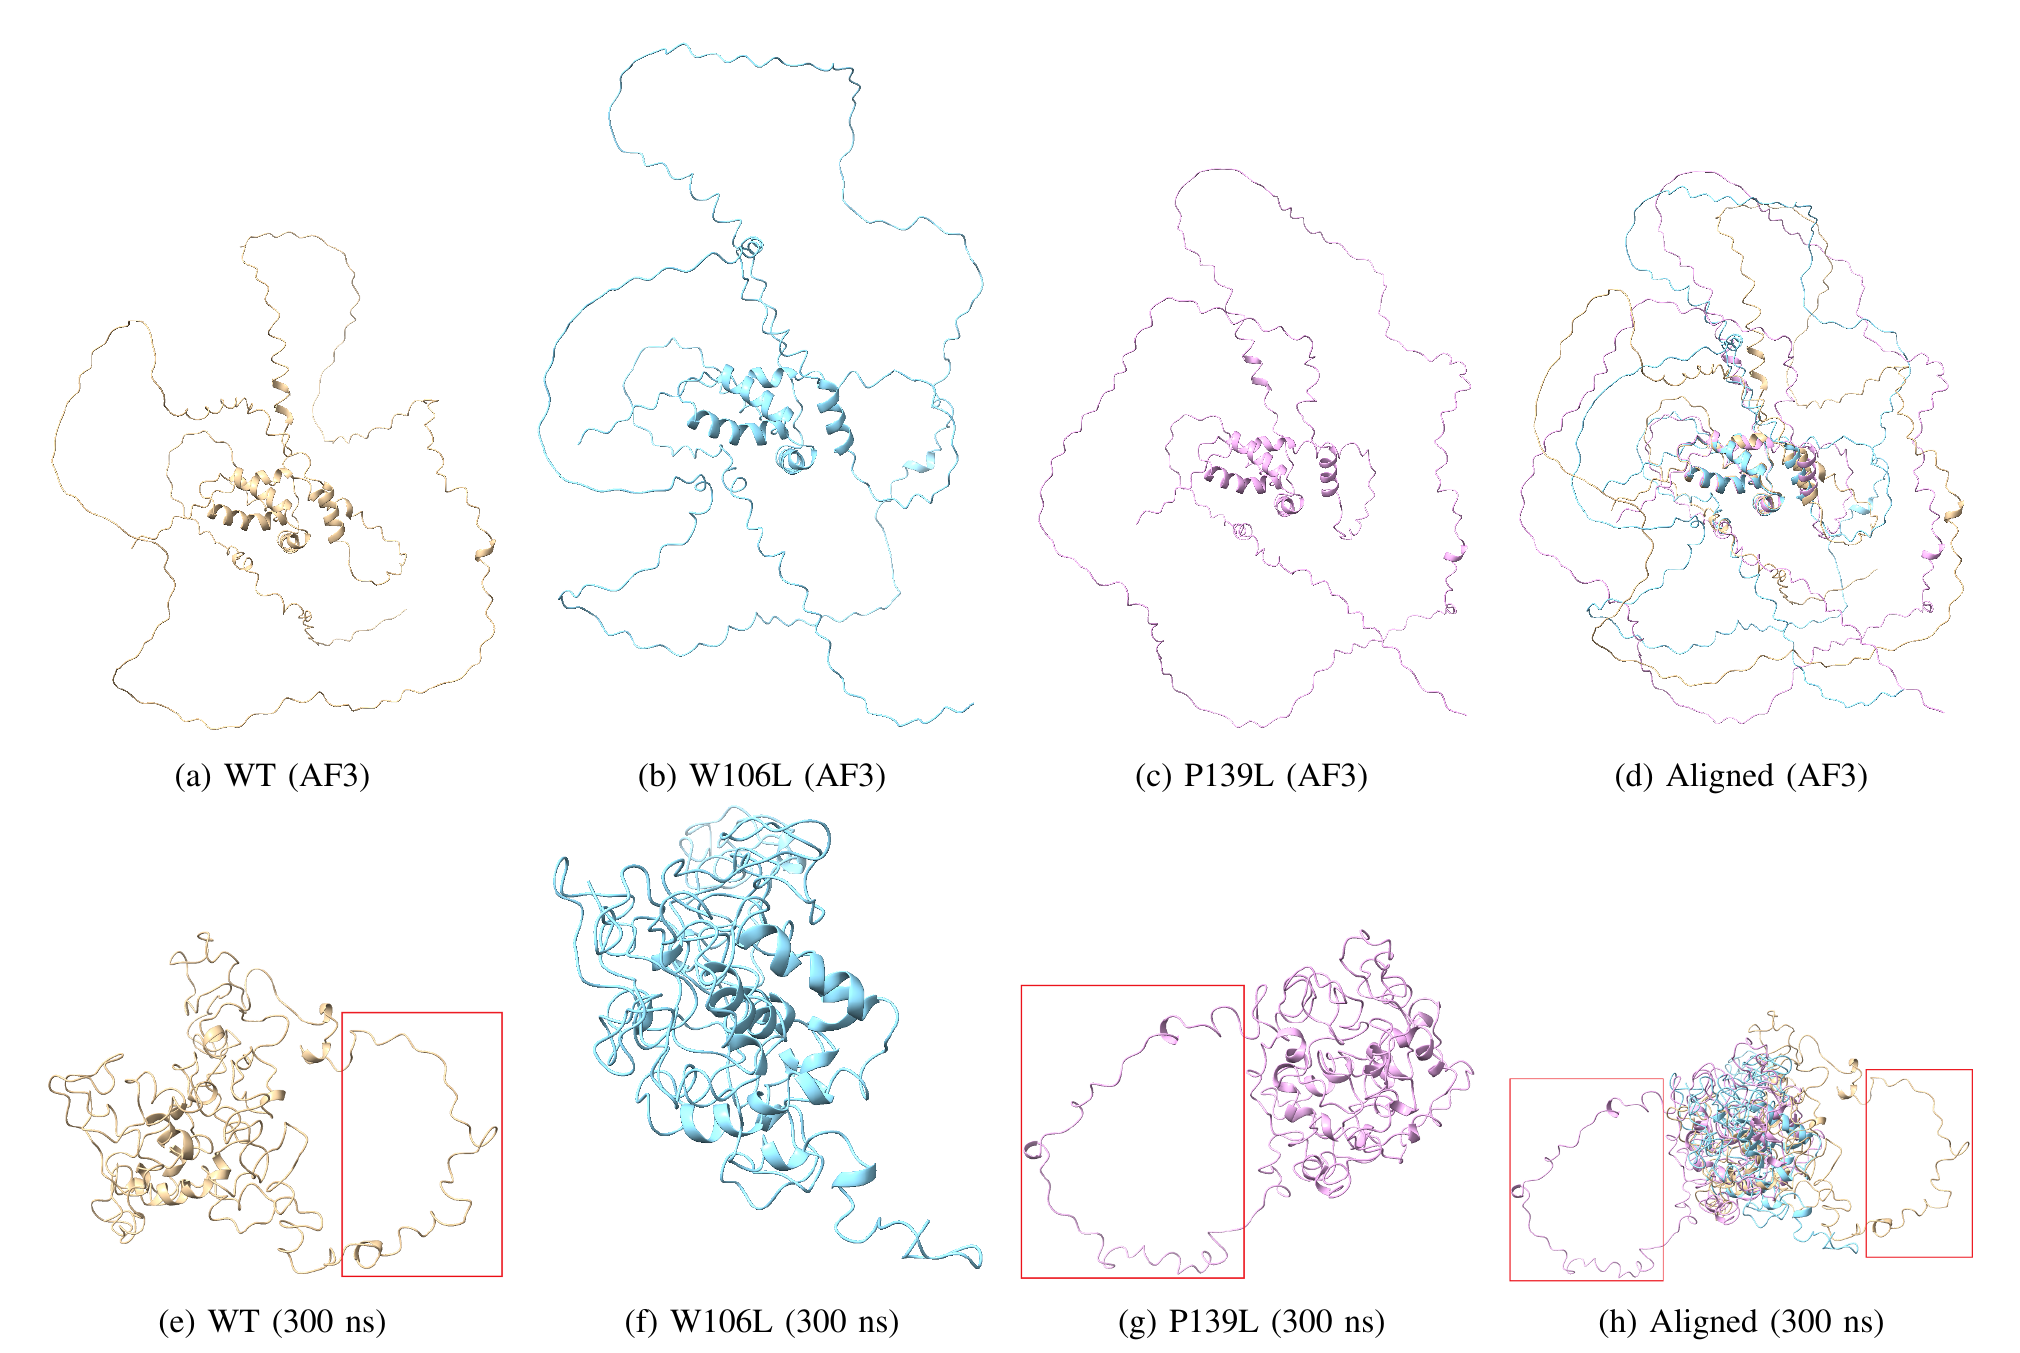 (a) WT (AF3)
(b) W106L (AF3)
(c) P139L (AF3)
(d) Aligned (AF3)
(e) WT (300 ns)
(f) W106L (300 ns)
(g) P139L (300 ns)
(h) Aligned (300 ns)